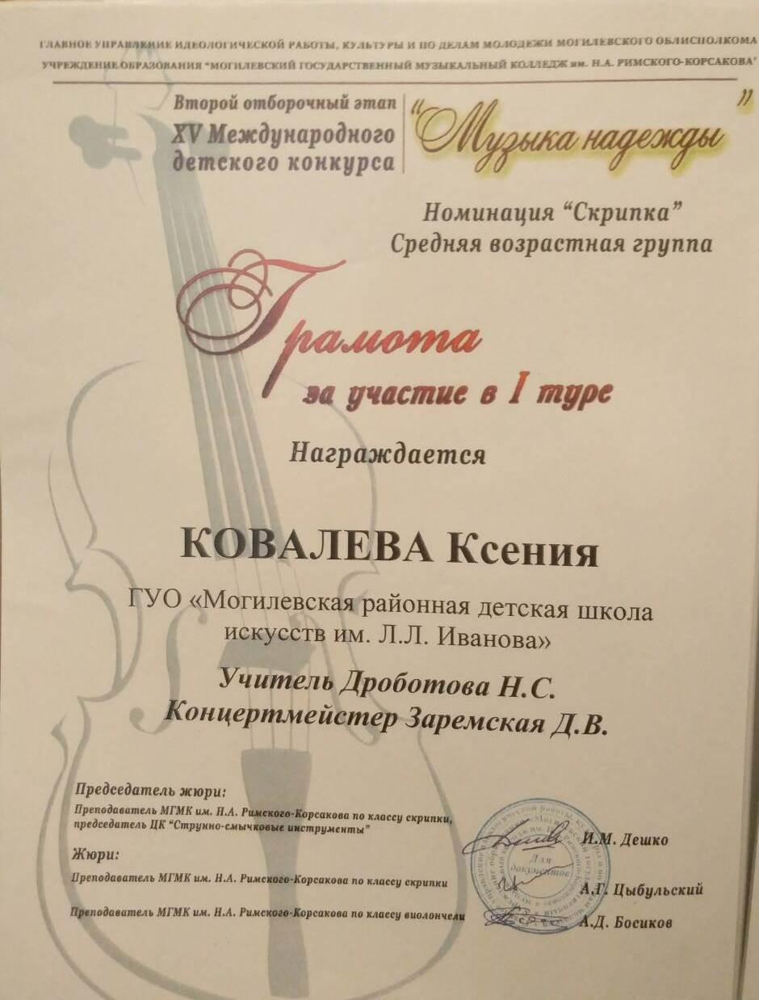 ГЛАВНОЕ УПРАВЛЕНИЕ ИДЕОЛОГИЧЕСКОЙ РАБОТЫ, КУЛЬТУРЫ И ПО ДЕЛАМ МОЛОДЕЖИ МОГИЛЕВСКОГО ОБЛИСПОЛКОМА
УЧРЕЖДЕНИЕ ОБРАЗОВАНИЯ "МОГИЛЕВСКИЙ ГОСУДАРСТВЕННЫЙ МУЗЫКАЛЬНЫЙ КОЛЛЕДЖ им. Н.А. РИМСКОГО-КОРСАКОВА"
Второй отборочный этап
XV Международного
детского конкурса
"Музыка надежды"
Номинация "Скрипка"
Средняя возрастная группа
Грамота
за участие в I туре
Награждается
КОВАЛЕВА Ксения
ГУО «Могилевская районная детская школа
искусств им. Л.Л. Иванова»
Учитель Дроботова Н.С.
Концертмейстер Заремская Д.В.
Председатель жюри:
Преподаватель МГМК им. Н.А. Римского-Корсакова по классу скрипки,
председатель ЦК "Струнно-смычковые инструменты"
И.М. Дешко
Жюри:
Преподаватель МГМК им. Н.А. Римского-Корсакова по классу скрипки
А.Г. Цыбульский
Преподаватель МГМК им. Н.А. Римского-Корсакова по классу виолончели
А.Д. Босиков
Для
документов